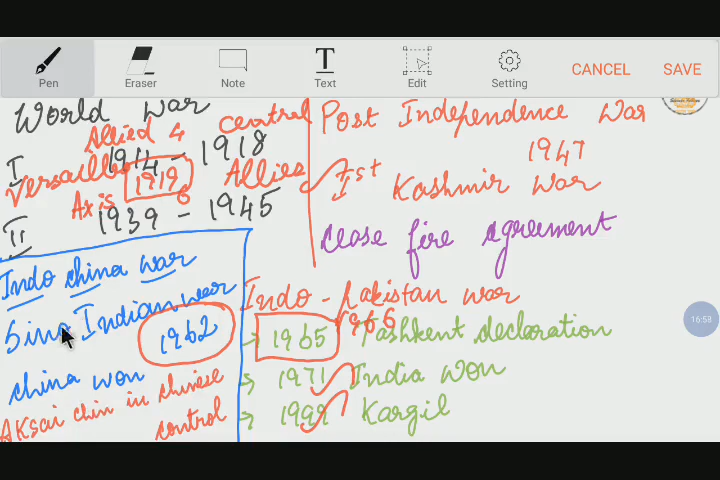 Pen
Eraser
Note
Text
Edit
Setting
CANCEL
SAVE
World War
Allied & Central
I 1914 - 1918
Versailles 1919
Axis & Allies
II 1939 - 1945
Post Independence War
1947
Ist Kashmir War
cease fire agreement
Indo china war
Sino Indian war
1962
china won
Aksai chin in chinese
control
Indo - Pakistan war
→ 1965 1966 Tashkent declaration
→ 1971 India won
→ 1999 Kargil
16:58